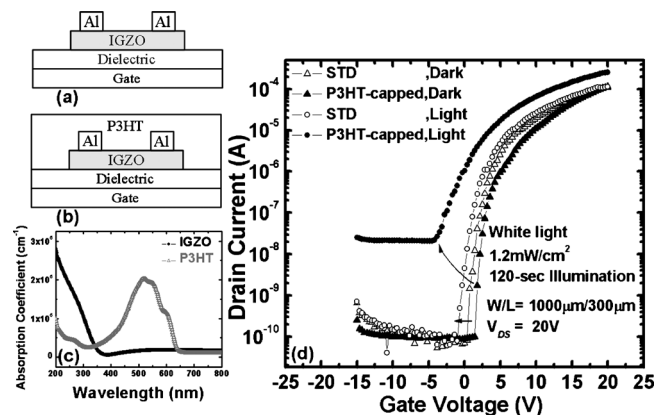 Al Al
IGZO
Dielectric
Gate
(a)
P3HT
Al Al
IGZO
Dielectric
Gate
(b)
Absorption Coefficient (cm⁻¹)
3x10⁶
2x10⁶
1x10⁶
0
IGZO
P3HT
(c)
200 300 400 500 600 700 800
Wavelength (nm)
Drain Current (A)
10⁻⁴
10⁻⁵
10⁻⁶
10⁻⁷
10⁻⁸
10⁻⁹
10⁻¹⁰
STD ,Dark
P3HT-capped,Dark
STD ,Light
P3HT-capped,Light
White light
1.2mW/cm²
120-sec Illumination
W/L= 1000μm/300μm
V_DS = 20V
(d)
-25 -20 -15 -10 -5 0 5 10 15 20 25
Gate Voltage (V)